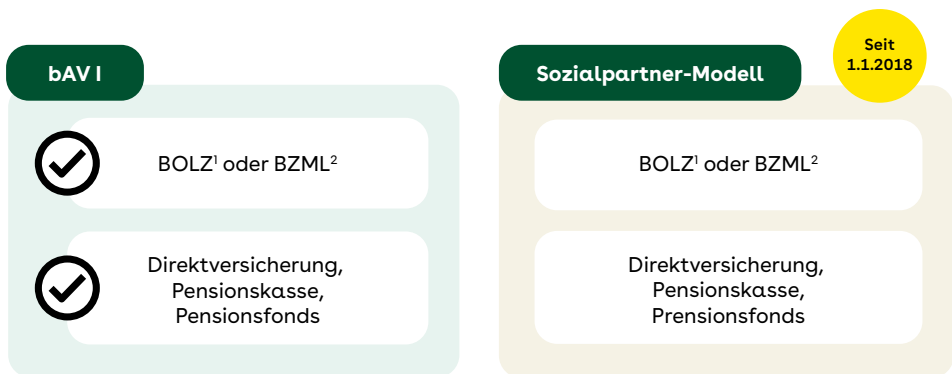 bAV I
BOLZ¹ oder BZML²
Direktversicherung,
Pensionskasse,
Pensionsfonds
Sozialpartner-Modell
Seit
1.1.2018
BOLZ¹ oder BZML²
Direktversicherung,
Pensionskasse,
Prensionsfonds